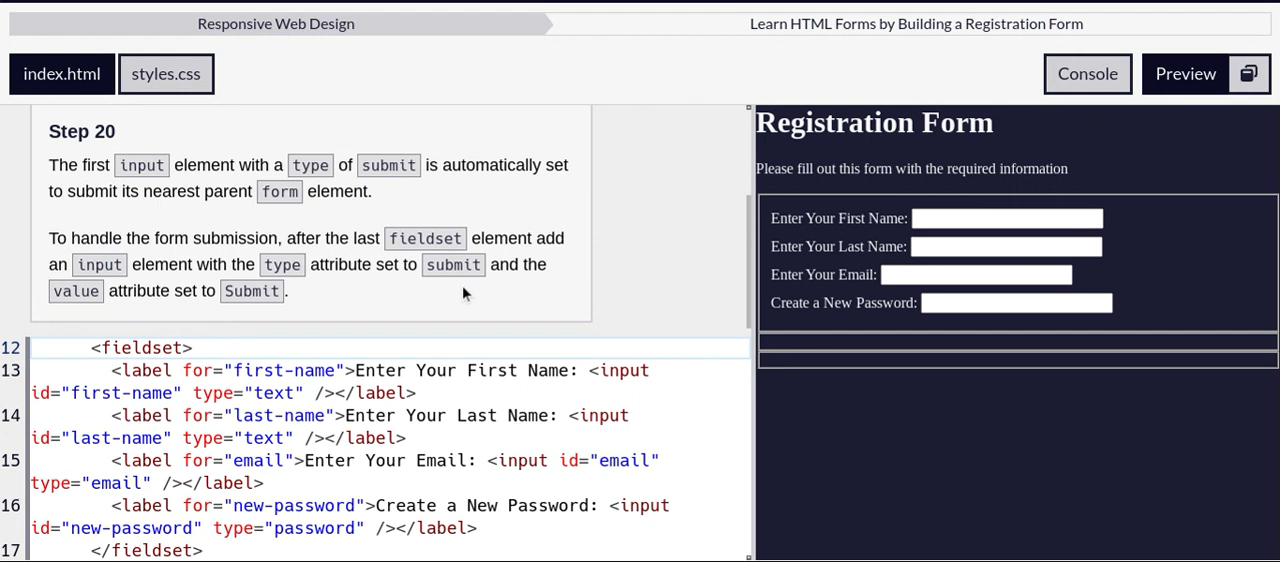 Responsive Web Design
Learn HTML Forms by Building a Registration Form
index.html
styles.css
Console
Preview
Step 20
The first input element with a type of submit is automatically set
to submit its nearest parent form element.
To handle the form submission, after the last fieldset element add
an input element with the type attribute set to submit and the
value attribute set to Submit.
12 <fieldset>
13 <label for="first-name">Enter Your First Name: <input
id="first-name" type="text" /></label>
14 <label for="last-name">Enter Your Last Name: <input
id="last-name" type="text" /></label>
15 <label for="email">Enter Your Email: <input id="email"
type="email" /></label>
16 <label for="new-password">Create a New Password: <input
id="new-password" type="password" /></label>
17 </fieldset>
Registration Form
Please fill out this form with the required information
Enter Your First Name:
Enter Your Last Name:
Enter Your Email:
Create a New Password: